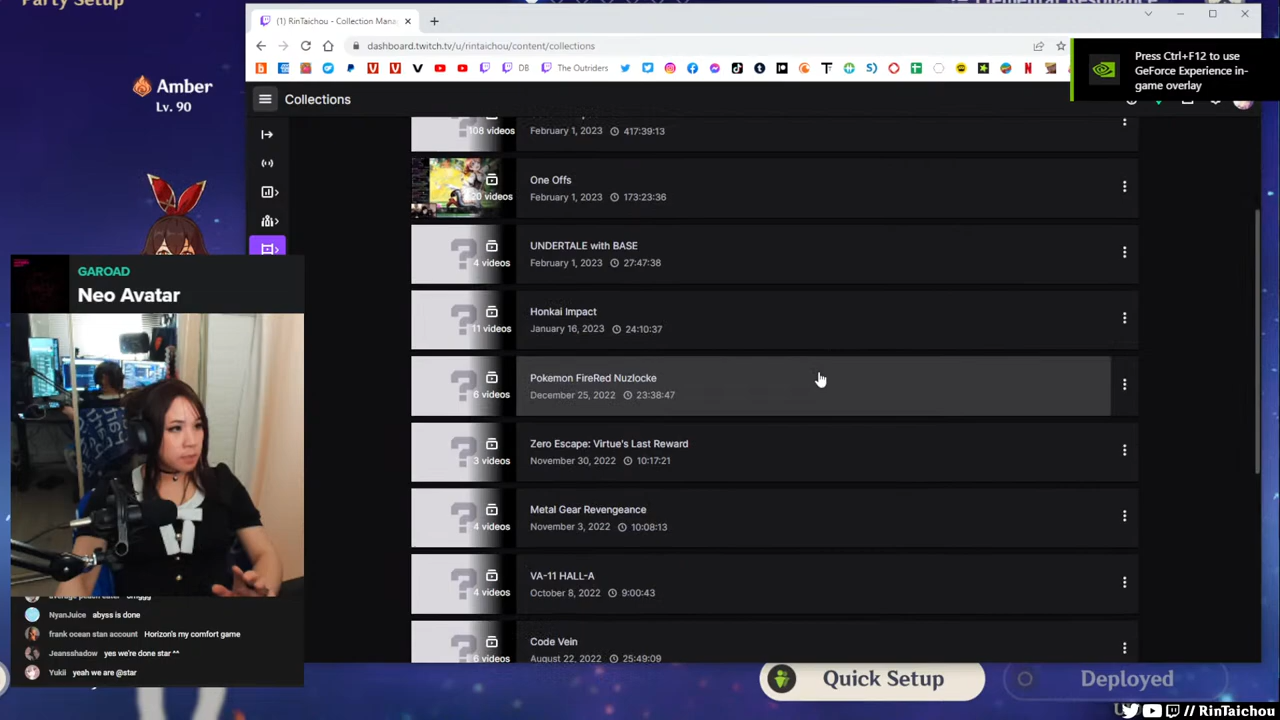 Party Setup
Amber
Lv. 90
(1) RinTaichou - Collection Mana
dashboard.twitch.tv/u/rintaichou/content/collections
DB
The Outriders
Press Ctrl+F12 to use
GeForce Experience in-
game overlay
Collections
108 videos
February 1, 2023 417:39:13
One Offs
20 videos
February 1, 2023 173:23:36
UNDERTALE with BASE
4 videos
February 1, 2023 27:47:38
Honkai Impact
11 videos
January 16, 2023 24:10:37
Pokemon FireRed Nuzlocke
6 videos
December 25, 2022 23:38:47
Zero Escape: Virtue's Last Reward
3 videos
November 30, 2022 10:17:21
Metal Gear Revengeance
4 videos
November 3, 2022 10:08:13
VA-11 HALL-A
4 videos
October 8, 2022 9:00:43
Code Vein
6 videos
August 22, 2022 25:49:09
GAROAD
Neo Avatar
NyanJuice abyss is done
frank ocean stan account Horizon's my comfort game
Jeansshadow yes we're done star ^^
Yukii yeah we are @star
Quick Setup
Deployed
// RinTaichou